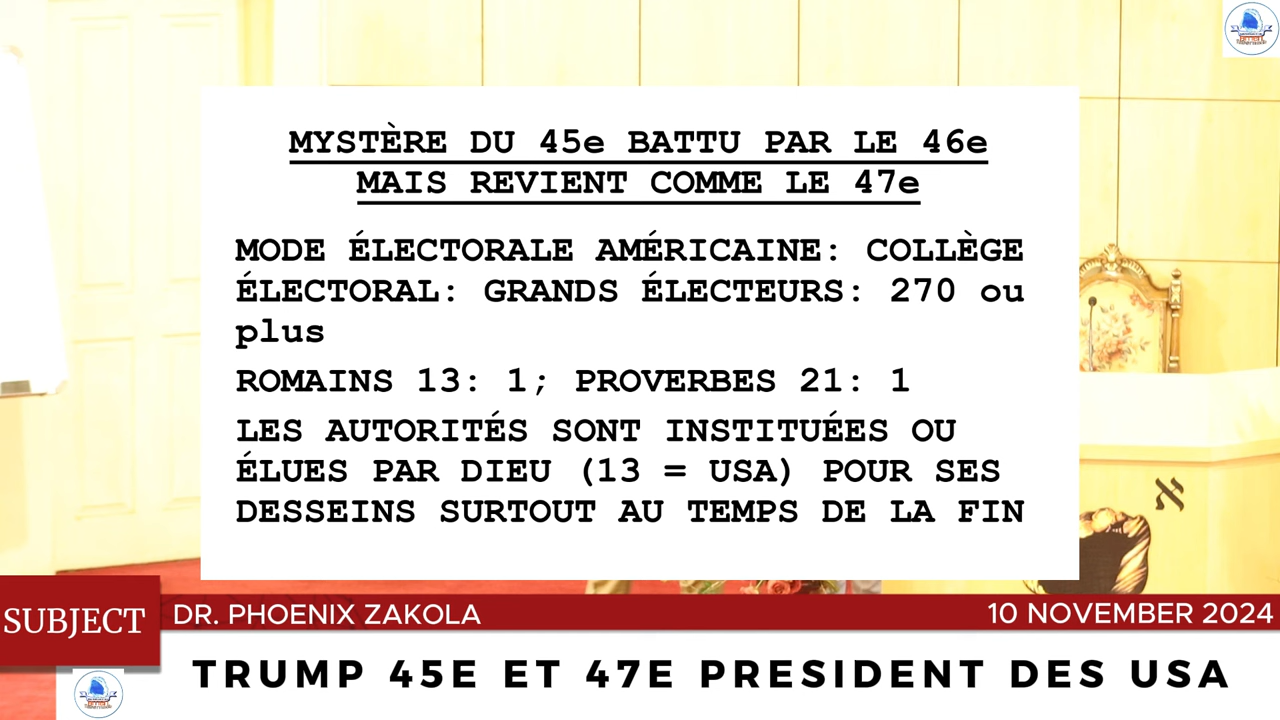 MYSTÈRE DU 45e BATTU PAR LE 46e
MAIS REVIENT COMME LE 47e
MODE ÉLECTORALE AMÉRICAINE: COLLÈGE
ÉLECTORAL: GRANDS ÉLECTEURS: 270 ou
plus
ROMAINS 13: 1; PROVERBES 21: 1
LES AUTORITÉS SONT INSTITUÉES OU
ÉLUES PAR DIEU (13 = USA) POUR SES
DESSEINS SURTOUT AU TEMPS DE LA FIN
א
SUBJECT
DR. PHOENIX ZAKOLA
10 NOVEMBER 2024
TRUMP 45E ET 47E PRESIDENT DES USA